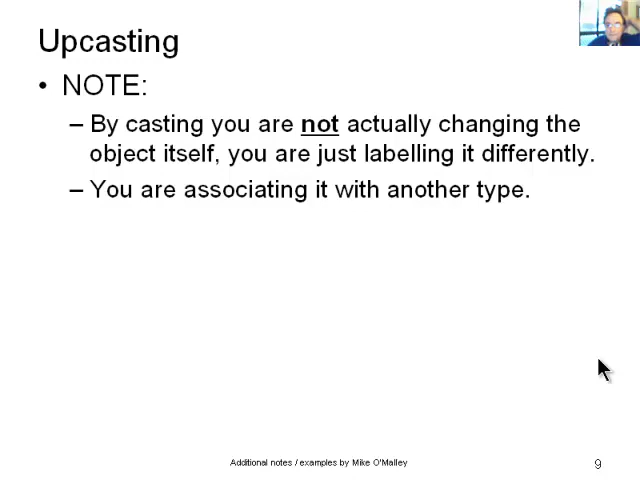 Upcasting
• NOTE:
– By casting you are not actually changing the
object itself, you are just labelling it differently.
– You are associating it with another type.
Additional notes / examples by Mike O'Malley
9